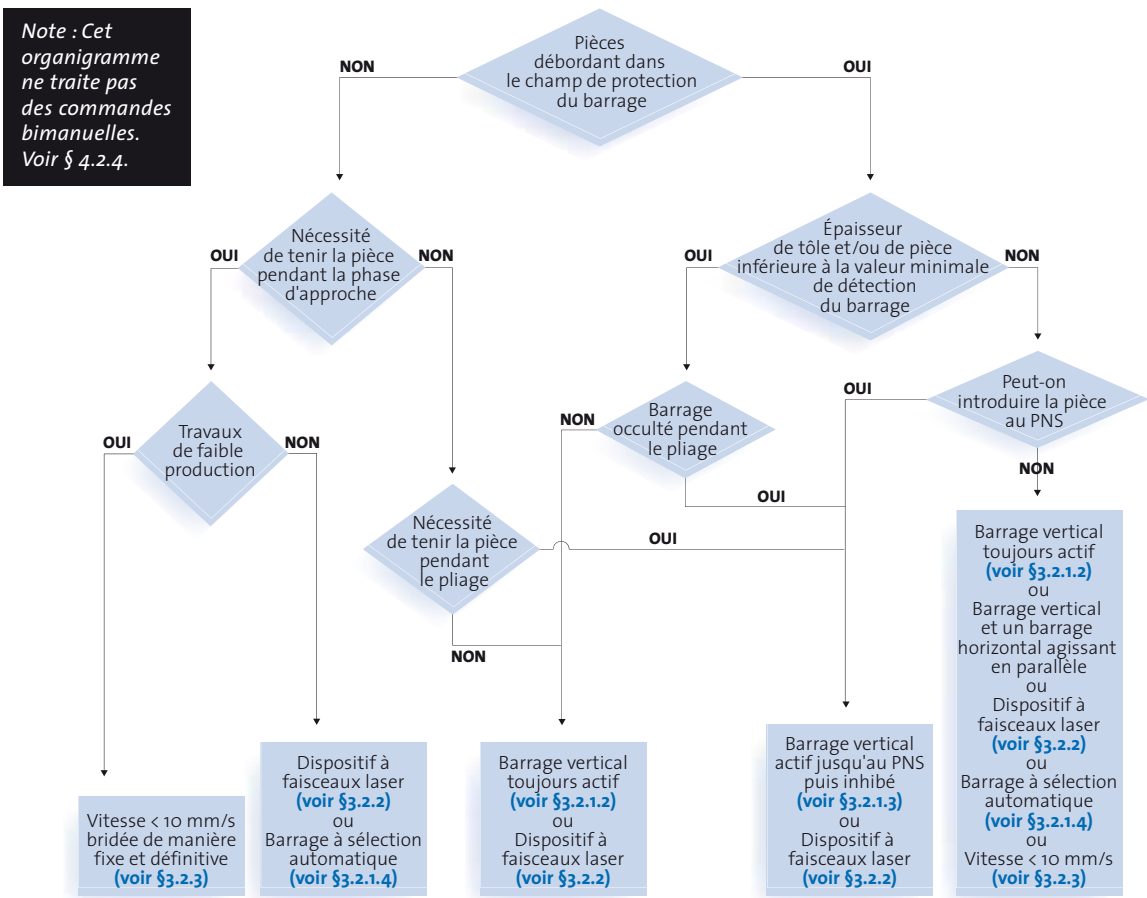 Note : Cet
organigramme
ne traite pas
des commandes
bimanuelles.
Voir § 4.2.4.
Pièces
débordant dans
le champ de protection
du barrage
NON
OUI
Nécessité
de tenir la pièce
pendant la phase
d'approche
OUI
NON
Épaisseur
de tôle et/ou de pièce
inférieure à la valeur minimale
de détection
du barrage
OUI
NON
Travaux
de faible
production
OUI
NON
Barrage
occulté pendant
le pliage
NON
OUI
Peut-on
introduire la pièce
au PNS
OUI
NON
Nécessité
de tenir la pièce
pendant
le pliage
OUI
NON
Vitesse < 10 mm/s
bridée de manière
fixe et définitive
(voir §3.2.3)
Dispositif à
faisceaux laser
(voir §3.2.2)
ou
Barrage à sélection
automatique
(voir §3.2.1.4)
Barrage vertical
toujours actif
(voir §3.2.1.2)
ou
Dispositif à
faisceaux laser
(voir §3.2.2)
Barrage vertical
actif jusqu'au PNS
puis inhibé
(voir §3.2.1.3)
ou
Dispositif à
faisceaux laser
(voir §3.2.2)
Barrage vertical
toujours actif
(voir §3.2.1.2)
ou
Barrage vertical
et un barrage
horizontal agissant
en parallèle
ou
Dispositif à
faisceaux laser
(voir §3.2.2)
ou
Barrage à sélection
automatique
(voir §3.2.1.4)
ou
Vitesse < 10 mm/s
(voir §3.2.3)